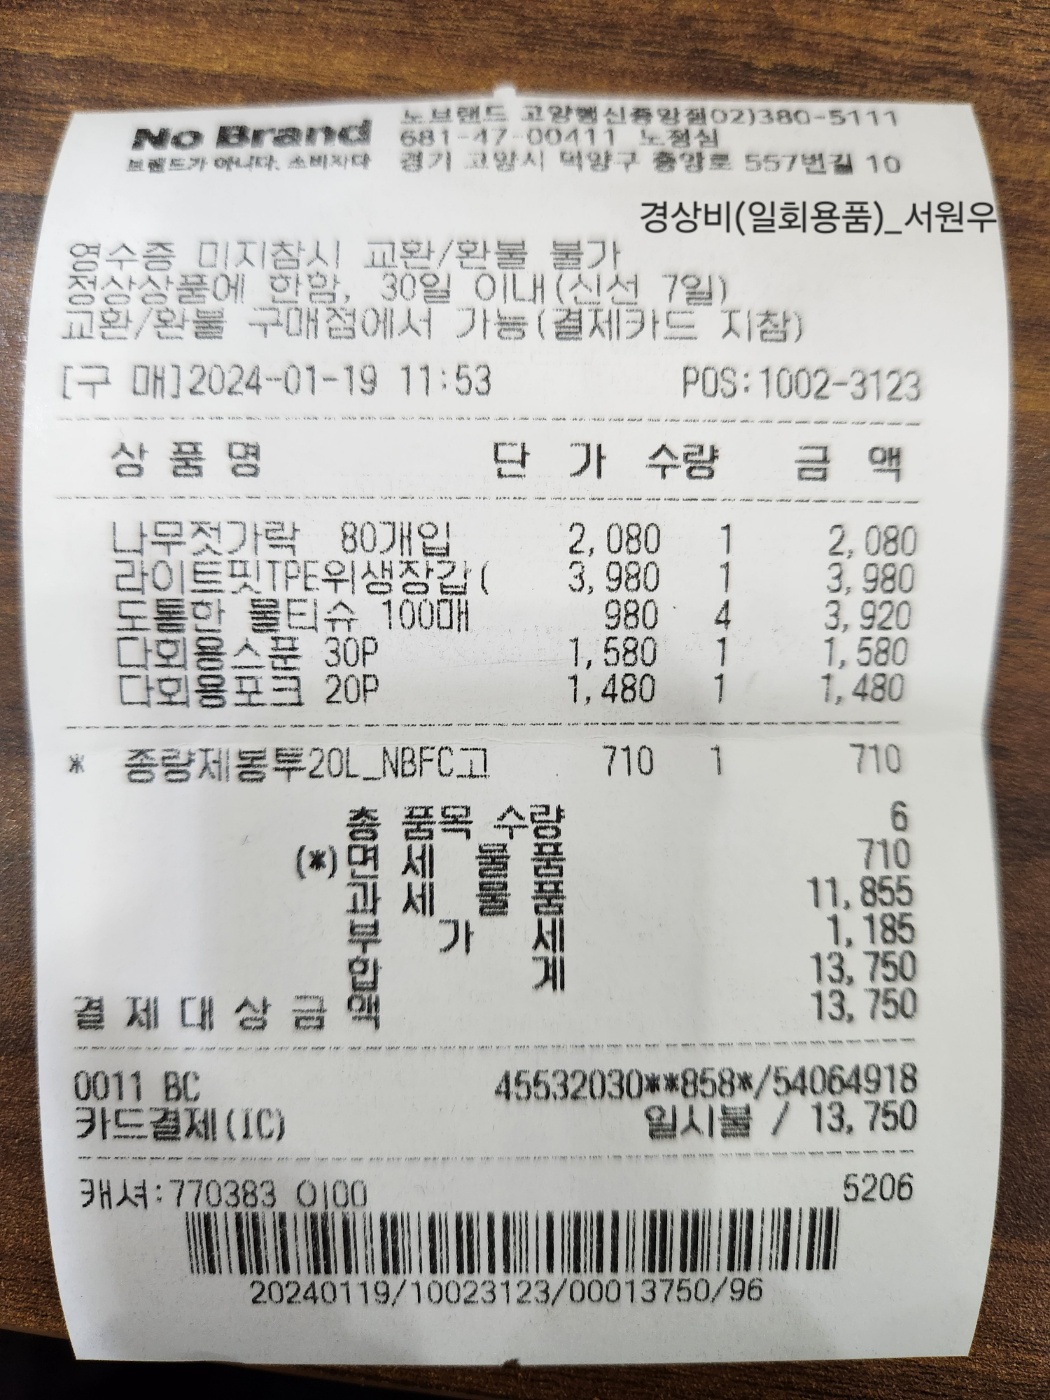 No Brand
브랜드가 아니다. 소비자다
노브랜드 고양행신중앙점02)380-5111
681-47-00411 노정심
경기 고양시 덕양구 충장로 557번길 10
경상비(일회용품)_서원우
영수증 미지참시 교환/환불 불가
정상상품에 한함, 30일 이내(신선 7일)
교환/환불 구매점에서 가능(결제카드 지참)
[구 매]2024-01-19 11:53 POS:1002-3123
상 품 명 단 가 수량 금 액
나무젓가락 80개입 2,080 1 2,080
라이트핏TPE위생장갑( 3,980 1 3,980
도톰한 물티슈 100매 980 4 3,920
다회용스푼 30P 1,580 1 1,580
다회용포크 20P 1,480 1 1,480
* 종량제봉투20L_NBFC고 710 1 710
총 품목 수량 6
(*)면 세 물 품 710
과 세 물 품 11,855
부 가 세 1,185
합 계 13,750
결 제 대 상 금 액 13,750
0011 BC 45532030**858*/54064918
카드결제(IC) 일시불 / 13,750
캐셔:770383 이00 5206
20240119/10023123/00013750/96